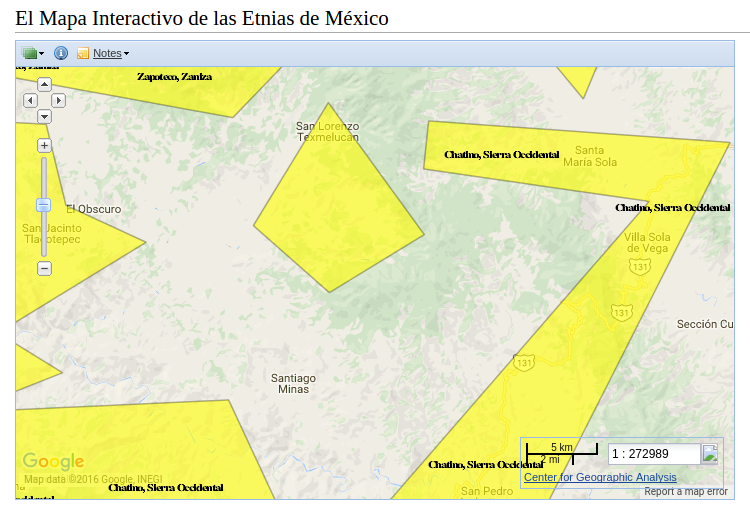 El Mapa Interactivo de las Etnias de México
Notes
Zapoteco, Zaniza
San Lorenzo
Texmelucan
Chatino, Sierra Occidental
Santa
María Sola
El Obscuro
Chatino, Sierra Occidental
San Jacinto
Tlacotepec
Villa Sola
de Vega
131
131
Sección Cu
131
Santiago
Minas
5 km
2 mi
1 : 272989
Google
Chatino, Sierra Occidental
Map data ©2016 Google, INEGI
Center for Geographic Analysis
Chatino, Sierra Occidental
San Pedro
Report a map error